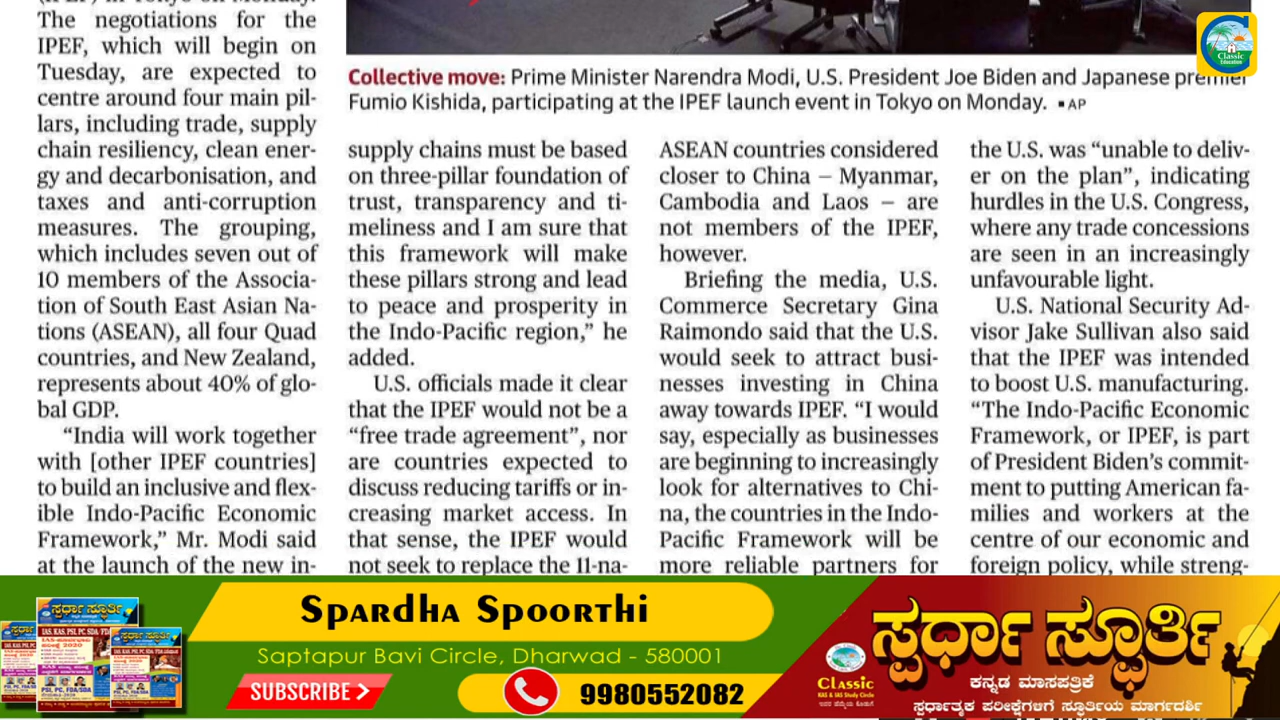 The negotiations for the
IPEF, which will begin on
Tuesday, are expected to
centre around four main pil-
lars, including trade, supply
chain resiliency, clean ener-
gy and decarbonisation, and
taxes and anti-corruption
measures. The grouping,
which includes seven out of
10 members of the Associa-
tion of South East Asian Na-
tions (ASEAN), all four Quad
countries, and New Zealand,
represents about 40% of glo-
bal GDP.
“India will work together
with [other IPEF countries]
to build an inclusive and flex-
ible Indo-Pacific Economic
Framework,” Mr. Modi said
at the launch of the new in-
Collective move: Prime Minister Narendra Modi, U.S. President Joe Biden and Japanese premier
Fumio Kishida, participating at the IPEF launch event in Tokyo on Monday. ▪ AP
supply chains must be based
on three-pillar foundation of
trust, transparency and ti-
meliness and I am sure that
this framework will make
these pillars strong and lead
to peace and prosperity in
the Indo-Pacific region,” he
added.
U.S. officials made it clear
that the IPEF would not be a
“free trade agreement”, nor
are countries expected to
discuss reducing tariffs or in-
creasing market access. In
that sense, the IPEF would
not seek to replace the 11-na-
ASEAN countries considered
closer to China – Myanmar,
Cambodia and Laos – are
not members of the IPEF,
however.
Briefing the media, U.S.
Commerce Secretary Gina
Raimondo said that the U.S.
would seek to attract busi-
nesses investing in China
away towards IPEF. “I would
say, especially as businesses
are beginning to increasingly
look for alternatives to Chi-
na, the countries in the Indo-
Pacific Framework will be
more reliable partners for
the U.S. was “unable to deliv-
er on the plan”, indicating
hurdles in the U.S. Congress,
where any trade concessions
are seen in an increasingly
unfavourable light.
U.S. National Security Ad-
visor Jake Sullivan also said
that the IPEF was intended
to boost U.S. manufacturing.
“The Indo-Pacific Economic
Framework, or IPEF, is part
of President Biden’s commit-
ment to putting American fa-
milies and workers at the
centre of our economic and
foreign policy, while streng-
Classic
Education
Spardha Spoorthi
Saptapur Bavi Circle, Dharwad - 580001
SUBSCRIBE
9980552082
ಸ್ಪರ್ಧಾ ಸ್ಫೂರ್ತಿ
ಕನ್ನಡ ಮಾಸಪತ್ರಿಕೆ
ಸ್ಪರ್ಧಾತ್ಮಕ ಪರೀಕ್ಷೆಗಳಿಗೆ ಸ್ಫೂರ್ತಿಯ ಮಾರ್ಗದರ್ಶಿ
Classic
KAS & IAS Study Circle
ಸ್ಪರ್ಧಾ ಸ್ಫೂರ್ತಿ